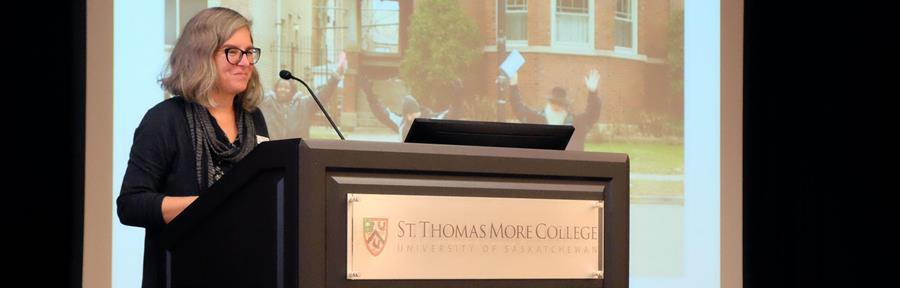 ST. THOMAS MORE COLLEGE
UNIVERSITY OF SASKATCHEWAN